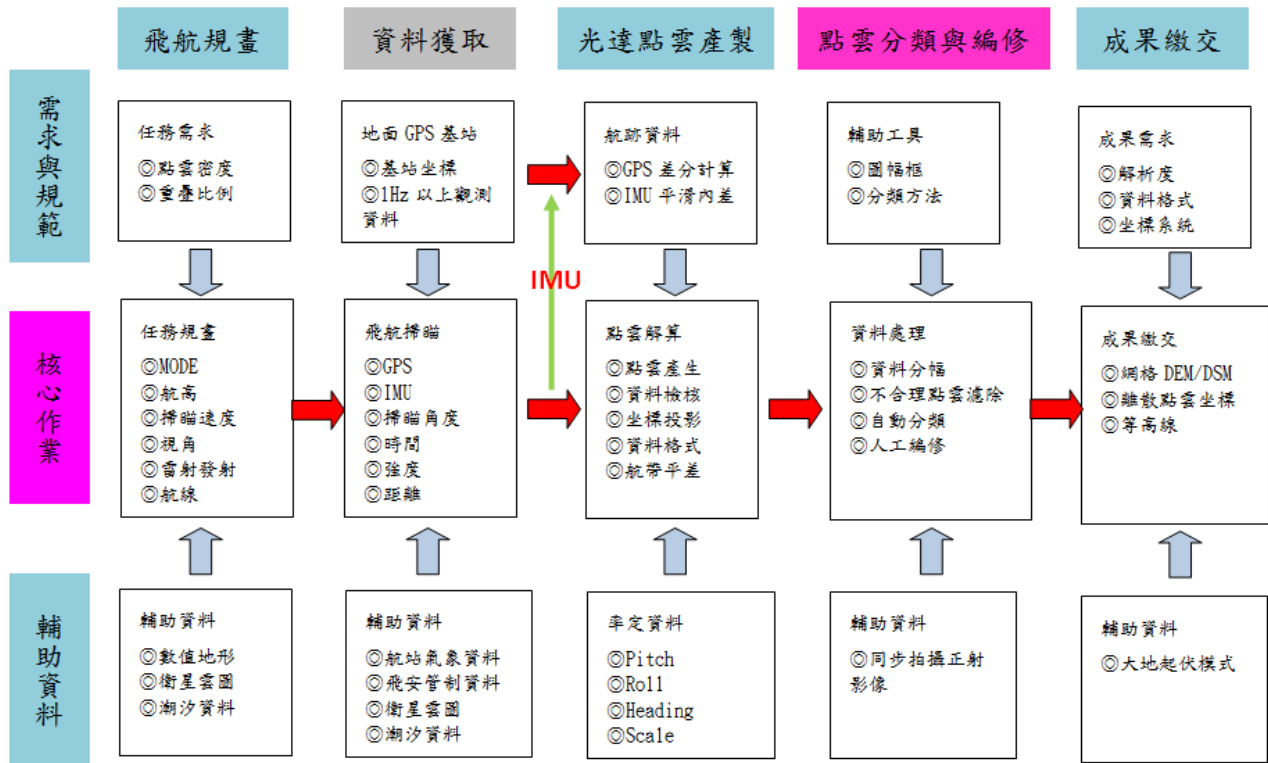 飛航規畫
資料獲取
光達點雲產製
點雲分類與編修
成果繳交
需求與規範
任務需求
◎點雲密度
◎重疊比例
地面 GPS 基站
◎基站坐標
◎1Hz 以上觀測
資料
航跡資料
◎GPS 差分計算
◎IMU 平滑內差
輔助工具
◎圖幅框
◎分類方法
成果需求
◎解析度
◎資料格式
◎坐標系統
IMU
核心作業
任務規畫
◎MODE
◎航高
◎掃瞄速度
◎視角
◎雷射發射
◎航線
飛航掃瞄
◎GPS
◎IMU
◎掃瞄角度
◎時間
◎強度
◎距離
點雲解算
◎點雲產生
◎資料檢核
◎坐標投影
◎資料格式
◎航帶平差
資料處理
◎資料分幅
◎不合理點雲濾除
◎自動分類
◎人工編修
成果繳交
◎網格 DEM/DSM
◎離散點雲坐標
◎等高線
輔助資料
輔助資料
◎數值地形
◎衛星雲圖
◎潮汐資料
輔助資料
◎航站氣象資料
◎飛安管制資料
◎衛星雲圖
◎潮汐資料
率定資料
◎Pitch
◎Roll
◎Heading
◎Scale
輔助資料
◎同步拍攝正射
影像
輔助資料
◎大地起伏模式